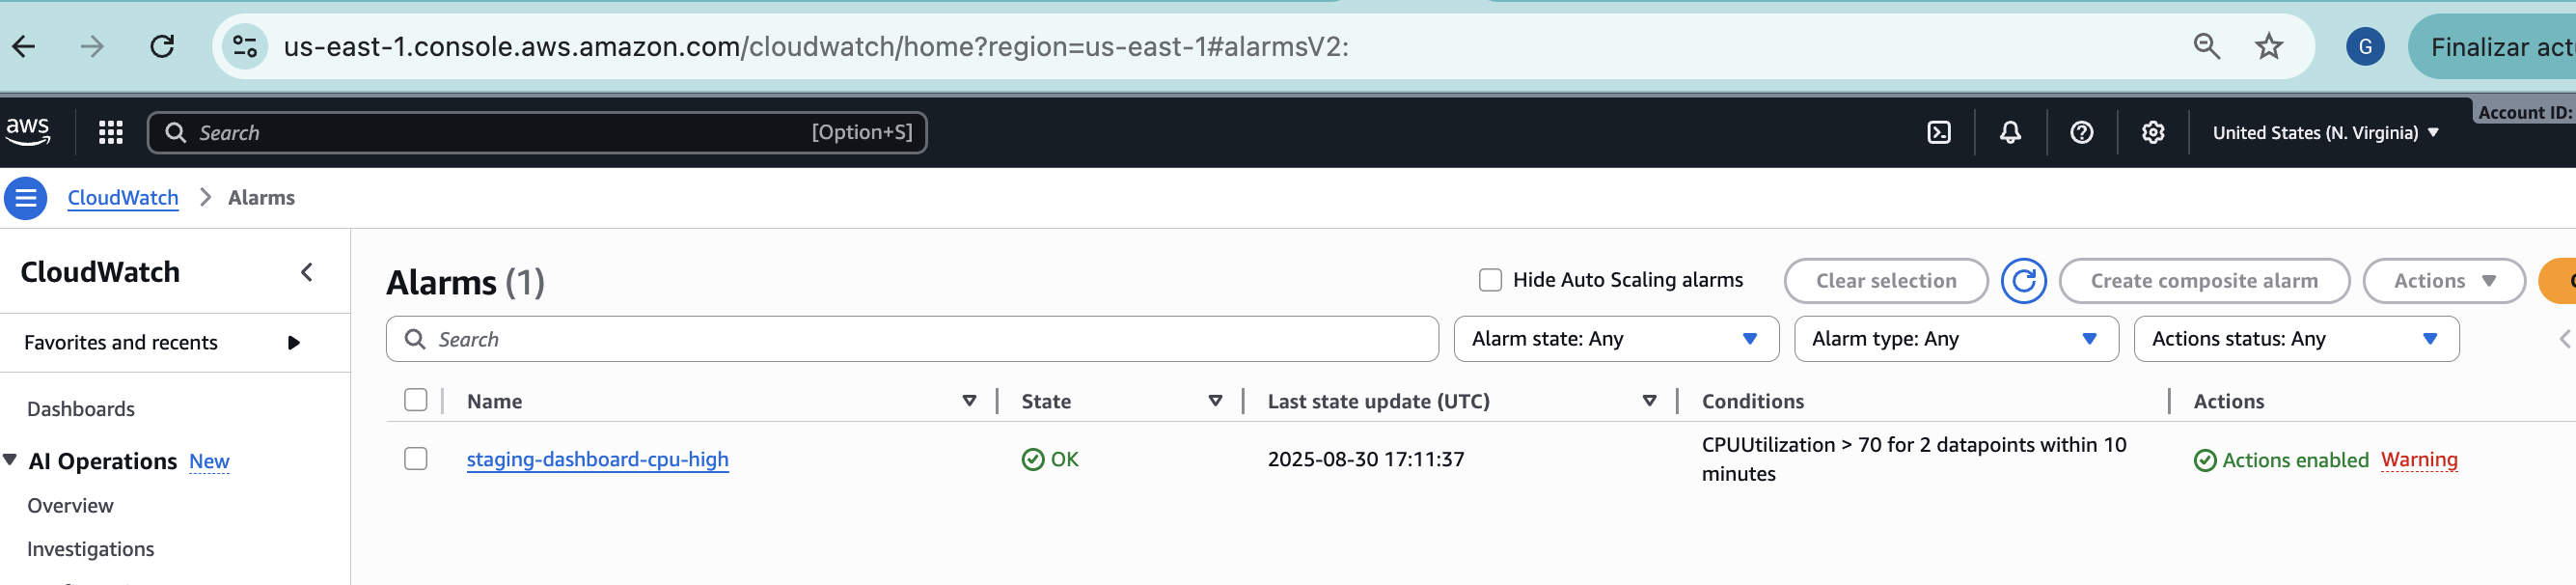 us-east-1.console.aws.amazon.com/cloudwatch/home?region=us-east-1#alarmsV2:
G
Finalizar act
aws
Search
[Option+S]
United States (N. Virginia)
Account ID:
CloudWatch
Alarms
CloudWatch
Favorites and recents
Dashboards
AI Operations New
Overview
Investigations
Alarms (1)
Hide Auto Scaling alarms
Clear selection
Create composite alarm
Actions
Search
Alarm state: Any
Alarm type: Any
Actions status: Any
Name
State
Last state update (UTC)
Conditions
Actions
staging-dashboard-cpu-high
OK
2025-08-30 17:11:37
CPUUtilization > 70 for 2 datapoints within 10
minutes
Actions enabled Warning